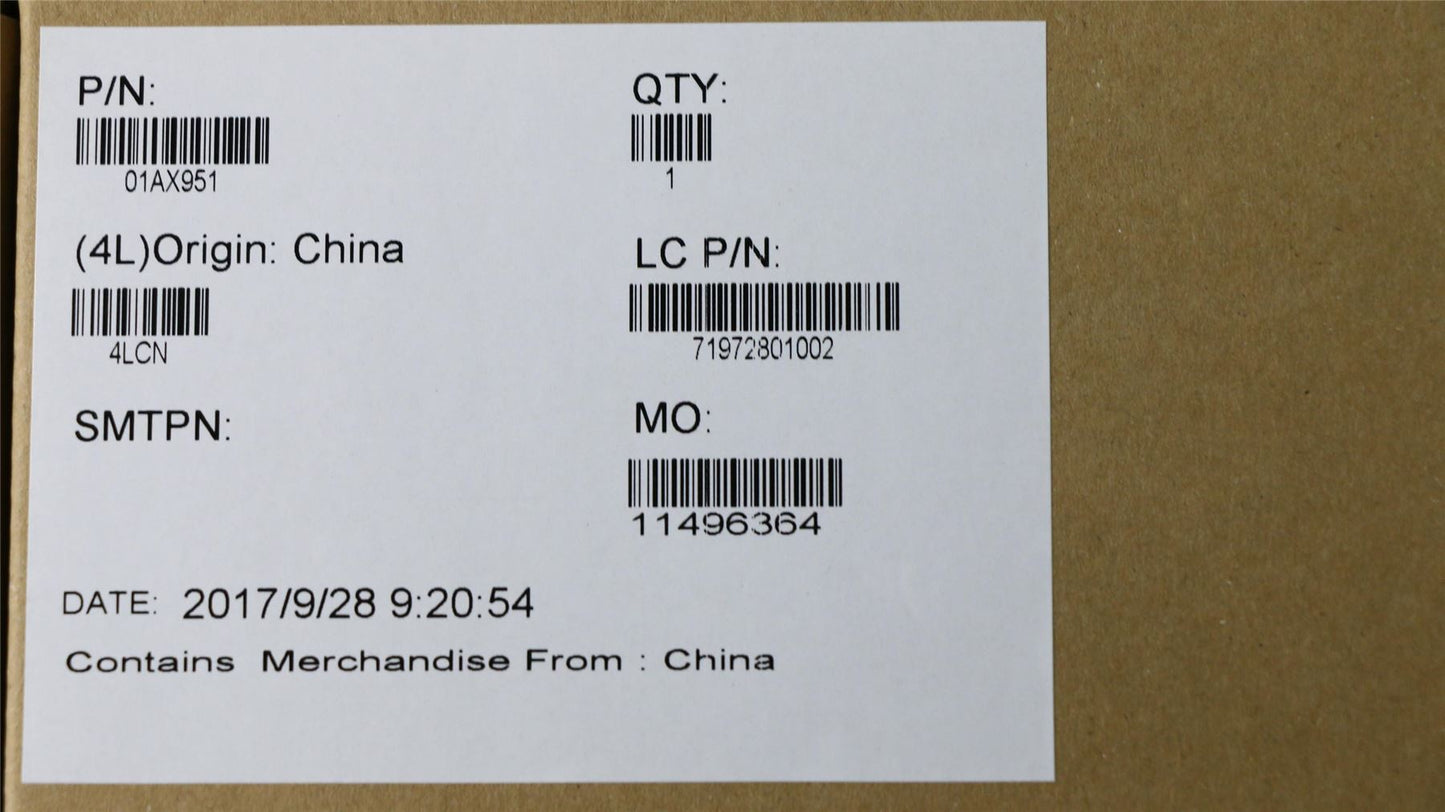 P/N:
01AX951
QTY:
1
(4L)Origin: China
4LCN
LC P/N:
71972801002
SMTPN:
MO:
11496364
DATE: 2017/9/28 9:20:54
Contains Merchandise From : China